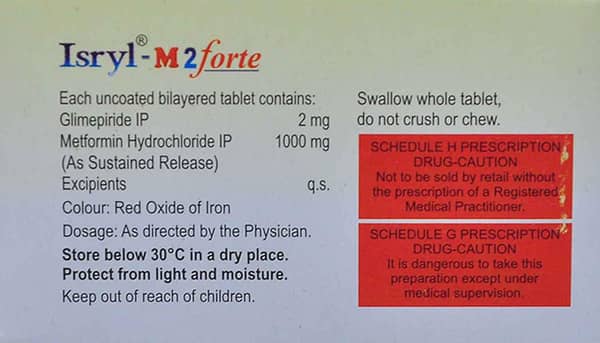 Isryl®-M2forte
Each uncoated bilayered tablet contains:
Glimepiride IP 2 mg
Metformin Hydrochloride IP 1000 mg
(As Sustained Release)
Excipients q.s.
Colour: Red Oxide of Iron
Dosage: As directed by the Physician.
Store below 30°C in a dry place.
Protect from light and moisture.
Keep out of reach of children.
Swallow whole tablet,
do not crush or chew.
SCHEDULE H PRESCRIPTION
DRUG-CAUTION
Not to be sold by retail without
the prescription of a Registered
Medical Practitioner.
SCHEDULE G PRESCRIPTION
DRUG-CAUTION
It is dangerous to take this
preparation except under
medical supervision.